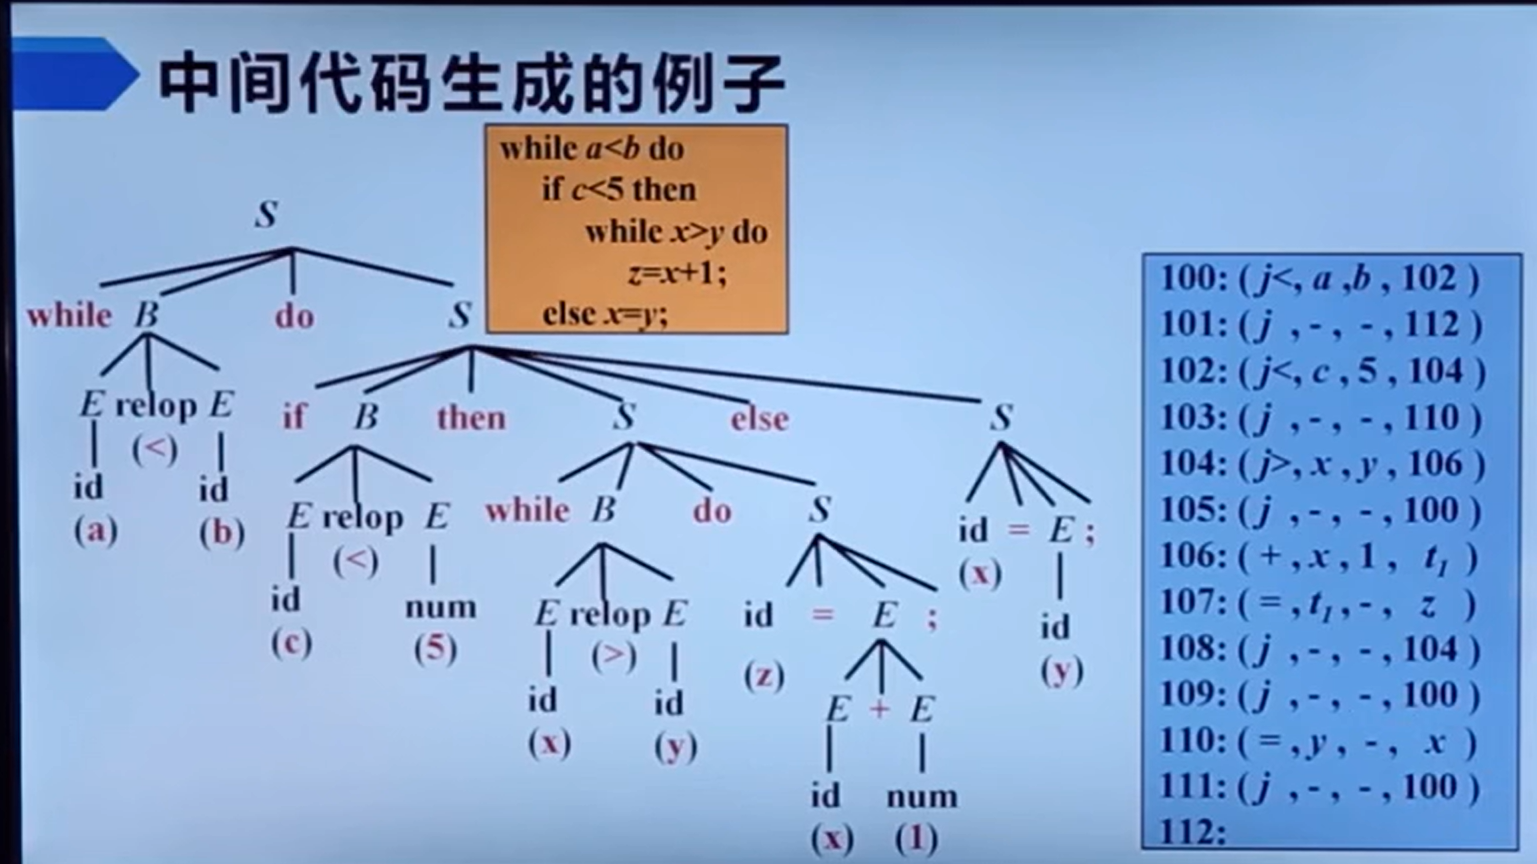 中间代码生成的例子
while a<b do
if c<5 then
while x>y do
z=x+1;
else x=y;
S
while B do S
E relop E
(<)
id id
(a) (b)
if B then S else S
E relop E
(<)
id num
(c) (5)
while B do S
E relop E
(>)
id id
(x) (y)
id = E ;
(z)
E + E
id num
(x) (1)
id = E ;
(x)
id
(y)
100: ( j<, a ,b , 102 )
101: ( j , - , - , 112 )
102: ( j<, c , 5 , 104 )
103: ( j , - , - , 110 )
104: ( j>, x , y , 106 )
105: ( j , - , - , 100 )
106: ( + , x , 1 , t₁ )
107: ( = , t₁ , - , z )
108: ( j , - , - , 104 )
109: ( j , - , - , 100 )
110: ( = , y , - , x )
111: ( j , - , - , 100 )
112: